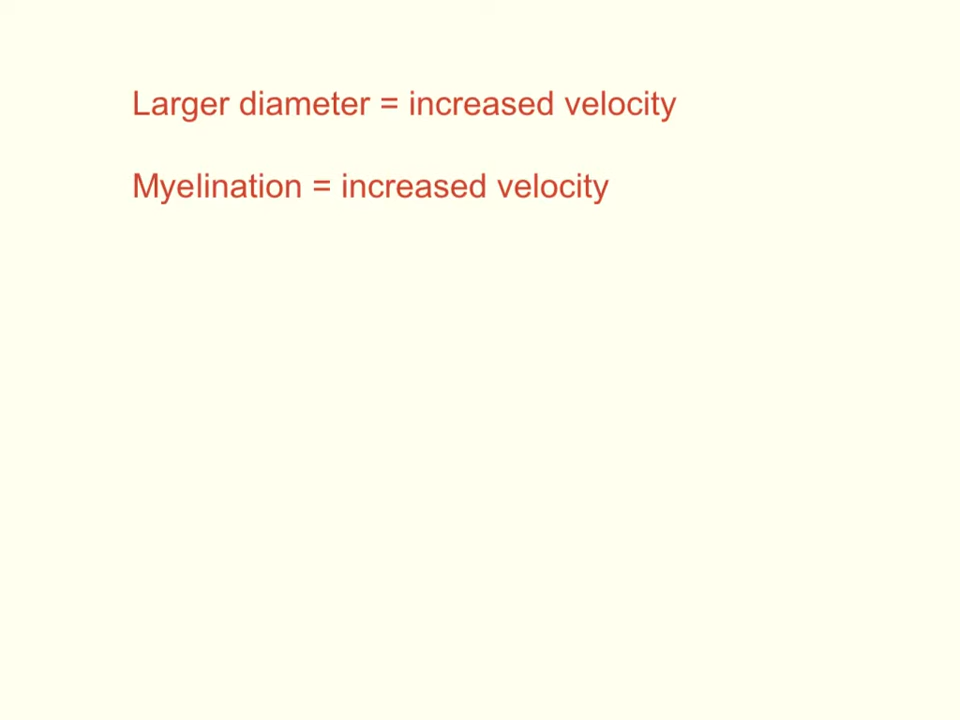 Larger diameter = increased velocity
Myelination = increased velocity